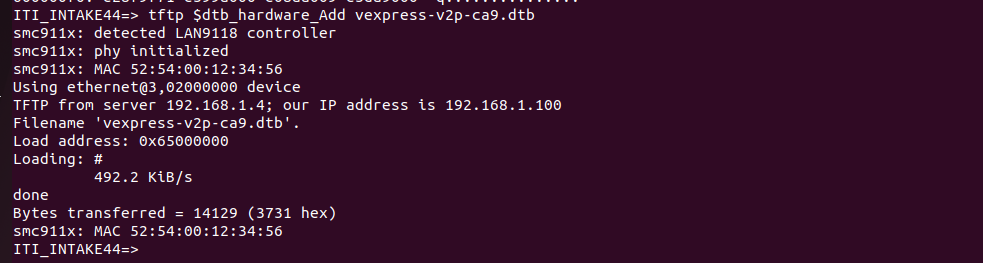 ITI_INTAKE44=> tftp $dtb_hardware_Add vexpress-v2p-ca9.dtb
smc911x: detected LAN9118 controller
smc911x: phy initialized
smc911x: MAC 52:54:00:12:34:56
Using ethernet@3,02000000 device
TFTP from server 192.168.1.4; our IP address is 192.168.1.100
Filename 'vexpress-v2p-ca9.dtb'.
Load address: 0x65000000
Loading: #
         492.2 KiB/s
done
Bytes transferred = 14129 (3731 hex)
smc911x: MAC 52:54:00:12:34:56
ITI_INTAKE44=>